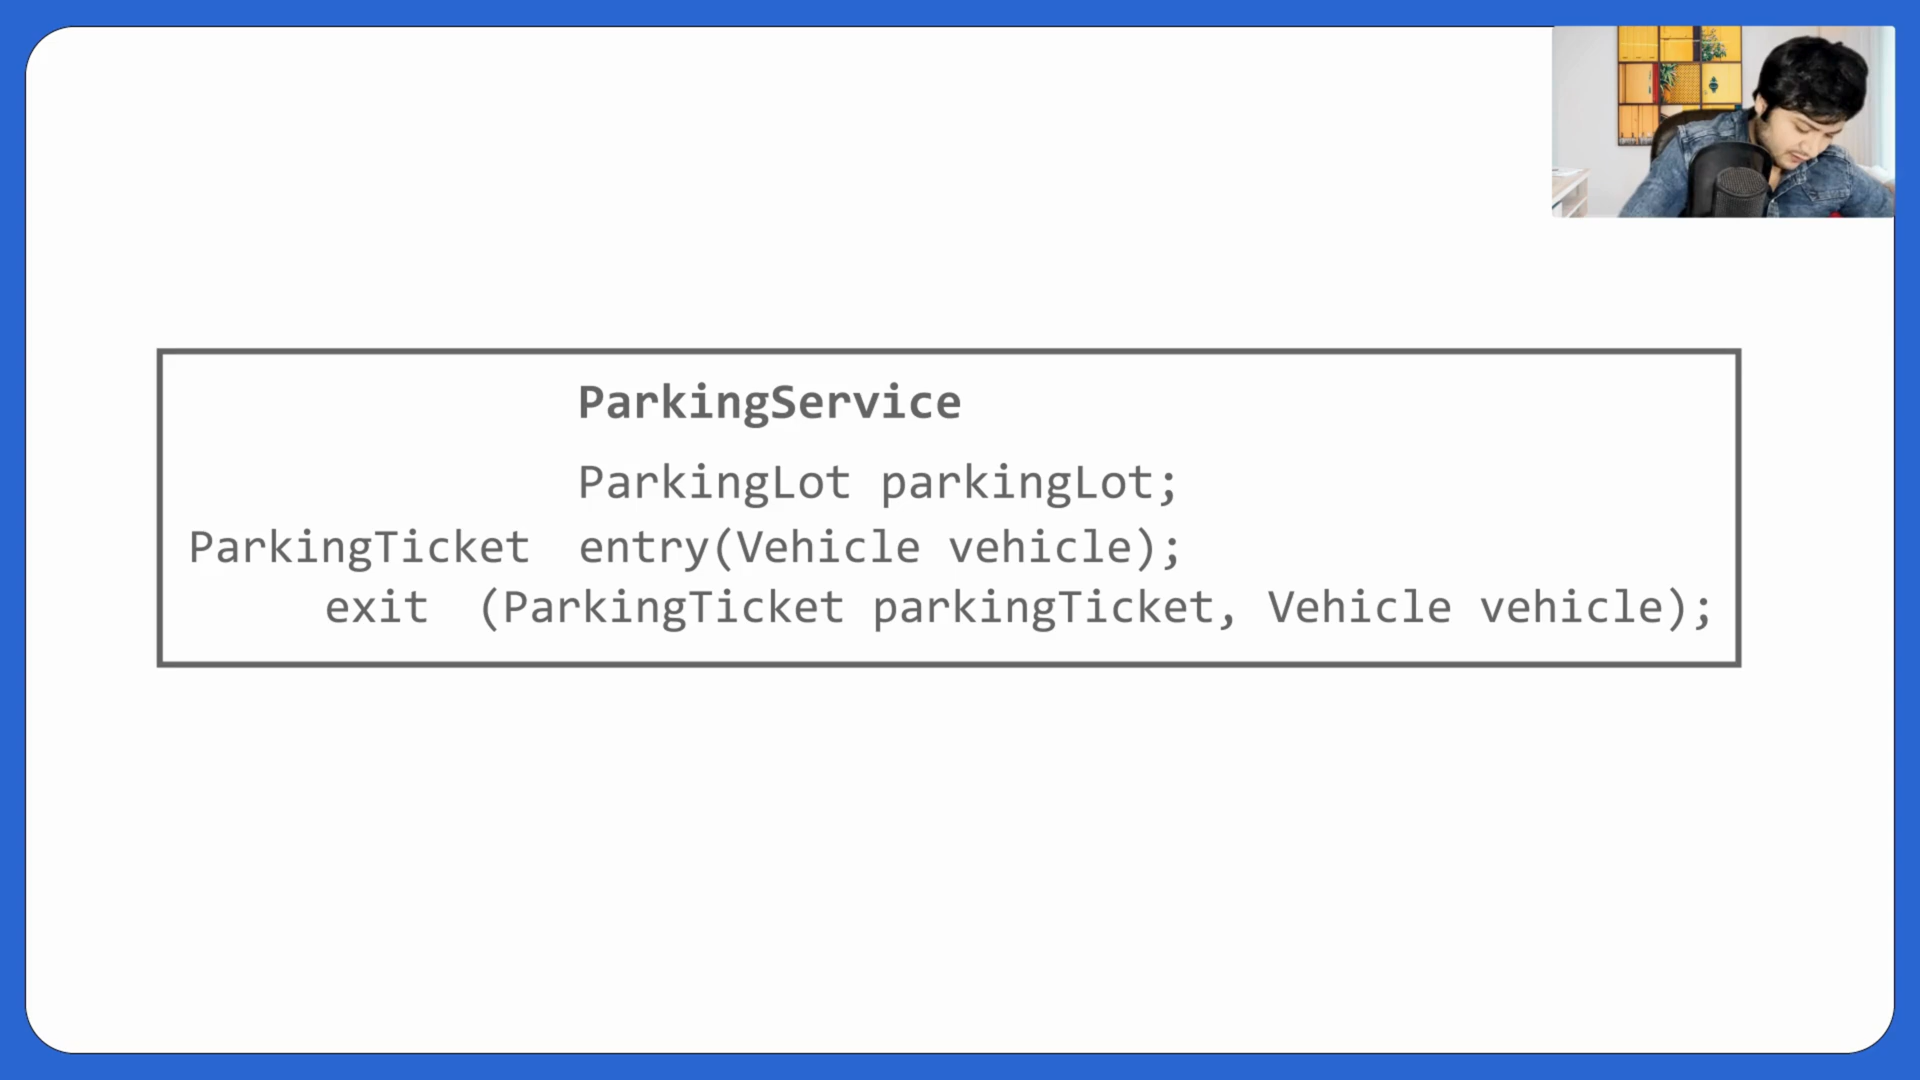 ParkingService
ParkingLot parkingLot;
ParkingTicket entry(Vehicle vehicle);
exit (ParkingTicket parkingTicket, Vehicle vehicle);